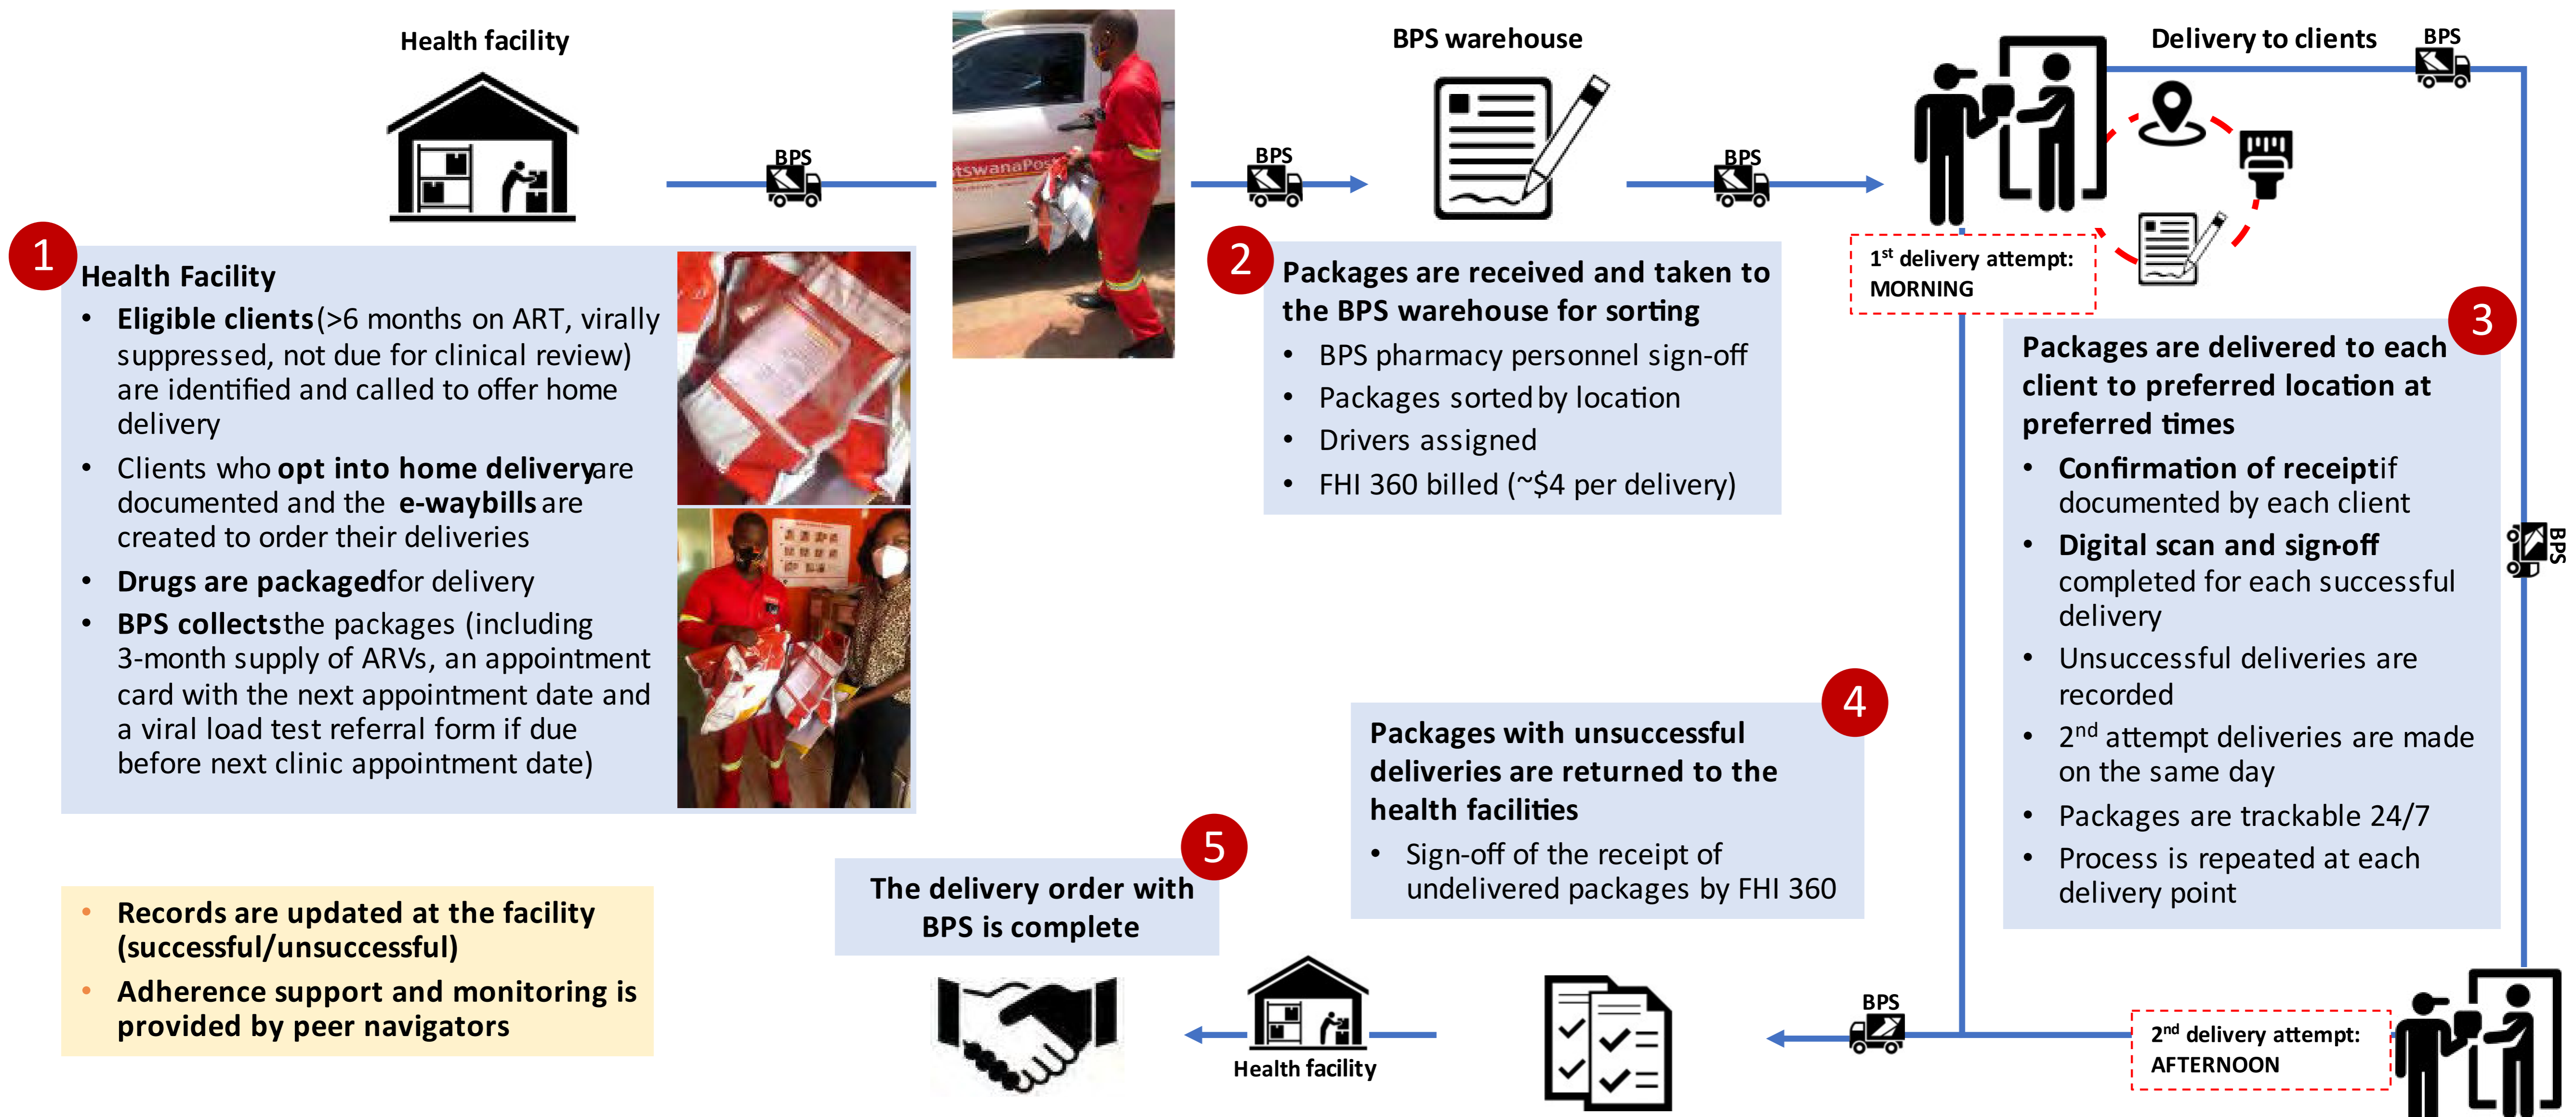 Health facility
BPS
tswanaPos
BPS
BPS warehouse
BPS
Delivery to clients
BPS
1
Health Facility
• Eligible clients(>6 months on ART, virally
suppressed, not due for clinical review)
are identified and called to offer home
delivery
• Clients who opt into home deliveryare
documented and the e-waybills are
created to order their deliveries
• Drugs are packagedfor delivery
• BPS collectsthe packages (including
3-month supply of ARVs, an appointment
card with the next appointment date and
a viral load test referral form if due
before next clinic appointment date)
2
Packages are received and taken to
the BPS warehouse for sorting
• BPS pharmacy personnel sign-off
• Packages sorted by location
• Drivers assigned
• FHI 360 billed (~$4 per delivery)
1st delivery attempt:
MORNING
3
Packages are delivered to each
client to preferred location at
preferred times
• Confirmation of receiptif
documented by each client
• Digital scan and sign-off
completed for each successful
delivery
• Unsuccessful deliveries are
recorded
• 2nd attempt deliveries are made
on the same day
• Packages are trackable 24/7
• Process is repeated at each
delivery point
BPS
4
Packages with unsuccessful
deliveries are returned to the
health facilities
• Sign-off of the receipt of
undelivered packages by FHI 360
5
The delivery order with
BPS is complete
• Records are updated at the facility
(successful/unsuccessful)
• Adherence support and monitoring is
provided by peer navigators
Health facility
BPS
2nd delivery attempt:
AFTERNOON